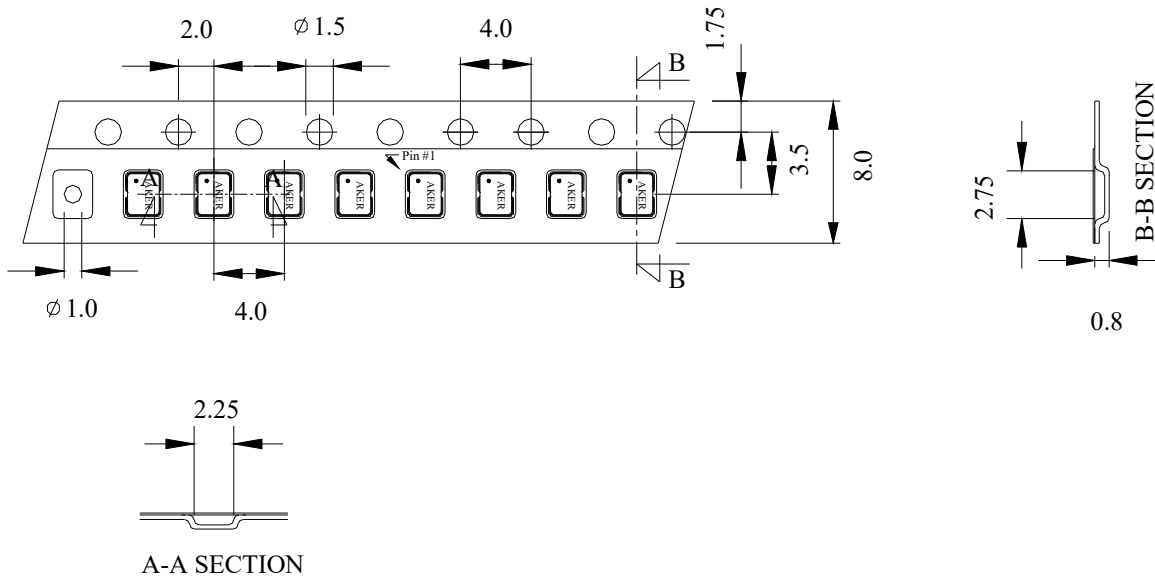 2.0
⌀ 1.5
4.0
1.75
B
Pin #1
3.5
8.0
A
A
AKER
AKER
AKER
AKER
AKER
AKER
AKER
AKER
B
⌀ 1.0
4.0
2.75
B-B SECTION
0.8
2.25
A-A SECTION